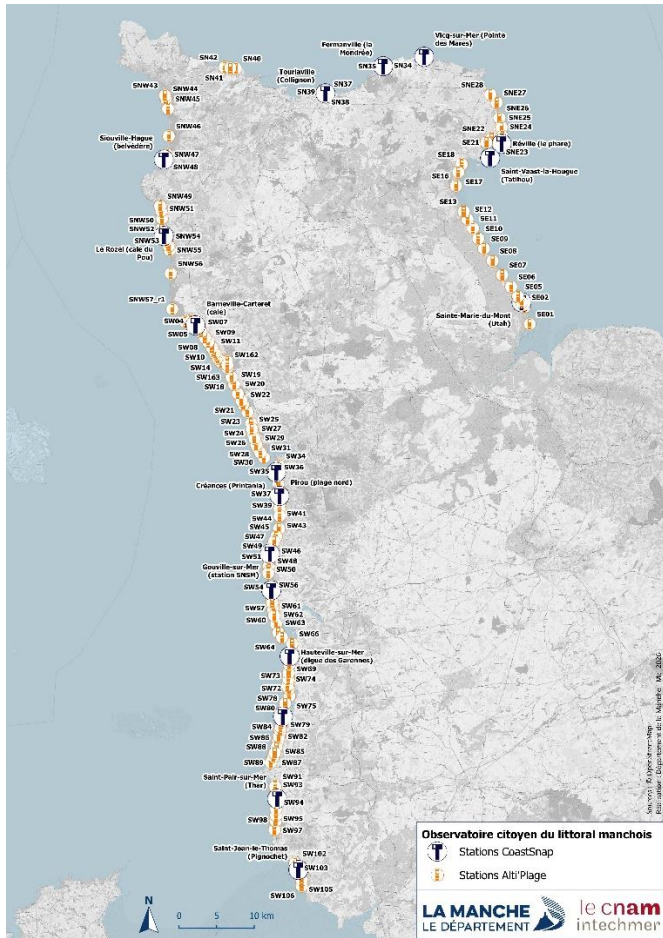 Fermanville (la
Mondrée)
Vicq-sur-Mer (Pointe
des Mares)
SN42
SN40
SN41
SN35
SN34
Tourlaville
(Collignon)
SN37
SN39
SN38
SNW43
SNW44
SNW45
SNE28
SNE27
SNE26
SNE25
SNE24
SNW46
Siouville-Hague
(belvédère)
SNW47
SNW48
SNE22
SE21
Réville (le phare)
SNE23
SE18
Saint-Vaast-la-Hougue
(Tatihou)
SE16
SE17
SNW49
SNW51
SNW50
SNW52
SNW53
SNW54
Le Rozel (cale du
Pou)
SNW55
SNW56
SE13
SE12
SE11
SE10
SE09
SE08
SE07
SE06
SE05
SE02
Sainte-Marie-du-Mont
(Utah)
SE01
SNW57_r1
Barneville-Carteret
(cale)
SW04
SW07
SW05
SW09
SW08
SW11
SW10
SW162
SW14
SW163
SW19
SW18
SW20
SW22
SW21
SW23
SW25
SW24
SW27
SW26
SW29
SW28
SW31
SW30
SW34
SW35
SW36
Créances (Printania)
Pirou (plage nord)
SW37
SW39
SW41
SW44
SW43
SW45
SW47
SW49
SW46
SW51
SW48
Gouville-sur-Mer
(station SNSM)
SW50
SW54
SW56
SW57
SW61
SW60
SW62
SW63
SW64
SW66
Hauteville-sur-Mer
(digue des Garennes)
SW69
SW73
SW74
SW72
SW78
SW75
SW80
SW79
SW84
SW82
SW86
SW88
SW85
SW89
SW87
Saint-Pair-sur-Mer
(Thar)
SW91
SW93
SW94
SW98
SW95
SW97
Saint-Jean-le-Thomas
(Pignochet)
SW102
SW103
SW106
SW105
N
0 5 10 km
Observatoire citoyen du littoral manchois
Stations CoastSnap
Stations Alti'Plage
LA MANCHE
LE DÉPARTEMENT
le cnam
intechmer
Sources : © OpenStreetMap
Réalisation : Département de la Manche